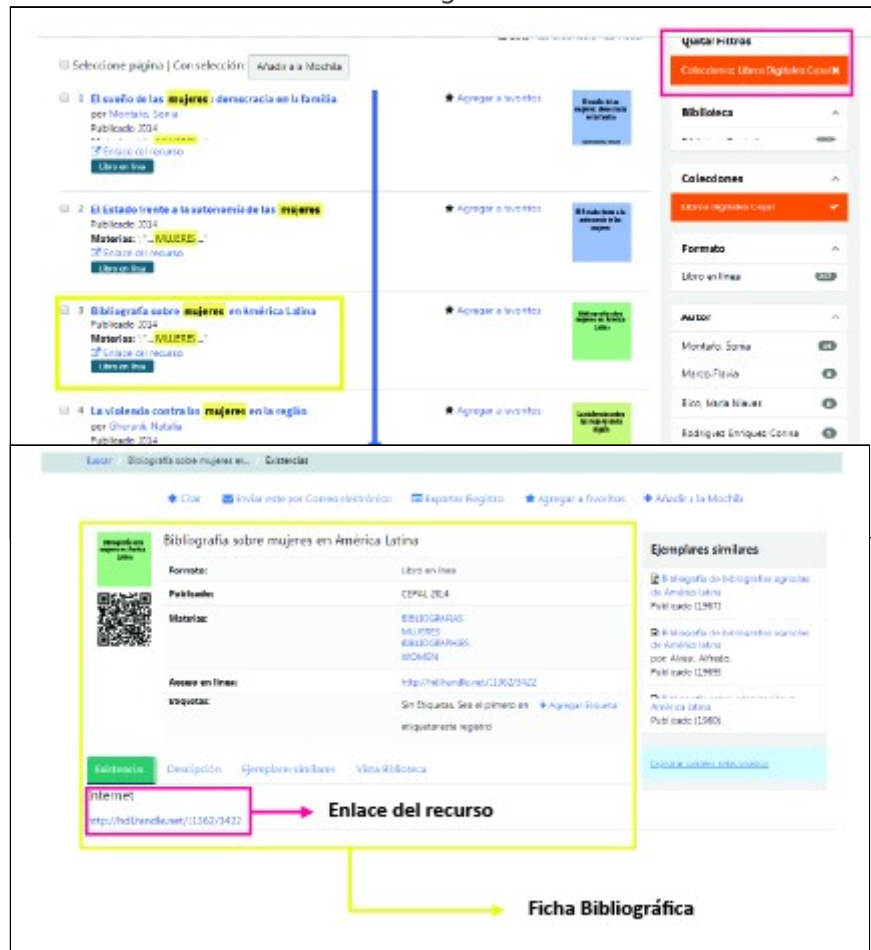 Quitar Filtros
Seleccione página | Con selección: Añadir a la Mochila
Colecciones: Libros Digitales Cepal
1 El sueño de las mujeres : democracia en la familia
Agregar a favoritos
por Montaño, Sonia
Publicado 2014
Enlace del recurso
Libro en línea
Biblioteca
Colecciones
Libros Digitales Cepal
2 El Estado frente a la autonomía de las mujeres
Agregar a favoritos
Publicado 2014
Materias: "...MUJERES..."
Enlace del recurso
Libro en línea
Formato
Libro en línea
3 Bibliografía sobre mujeres en América Latina
Agregar a favoritos
Publicado 2014
Materias: "...MUJERES..."
Enlace del recurso
Libro en línea
Autor
Montaño, Sonia
Marco, Flavia
Rico, María Nieves
Rodríguez Enríquez, Corina
4 La violencia contra las mujeres en la región
Agregar a favoritos
por Gherardi, Natalia
Publicado 2014
Buscar / Bibliografía sobre mujeres en... / Existencias
Citar Enviar este por Correo electrónico Exportar Registro Agregar a favoritos Añadir a la Mochila
Bibliografía sobre mujeres en América Latina
Formato: Libro en línea
Publicado: CEPAL 2014
Materias: BIBLIOGRAFIAS
MUJERES
BIBLIOGRAPHIES
WOMEN
Acceso en línea: http://hdl.handle.net/11362/3422
Etiquetas: Sin Etiquetas, Sea el primero en etiquetar este registro
Agregar Etiqueta
Existencias Descripción Ejemplares similares Vista Biblioteca
Internet
http://hdl.handle.net/11362/3422
Enlace del recurso
Ficha Bibliográfica
Ejemplares similares
Bibliografía de bibliografías agrícolas
de América latina
Publicado (1967)
Bibliografía de bibliografías agrícolas
de América latina
Publicado (1969)
América latina
Publicado (1980)